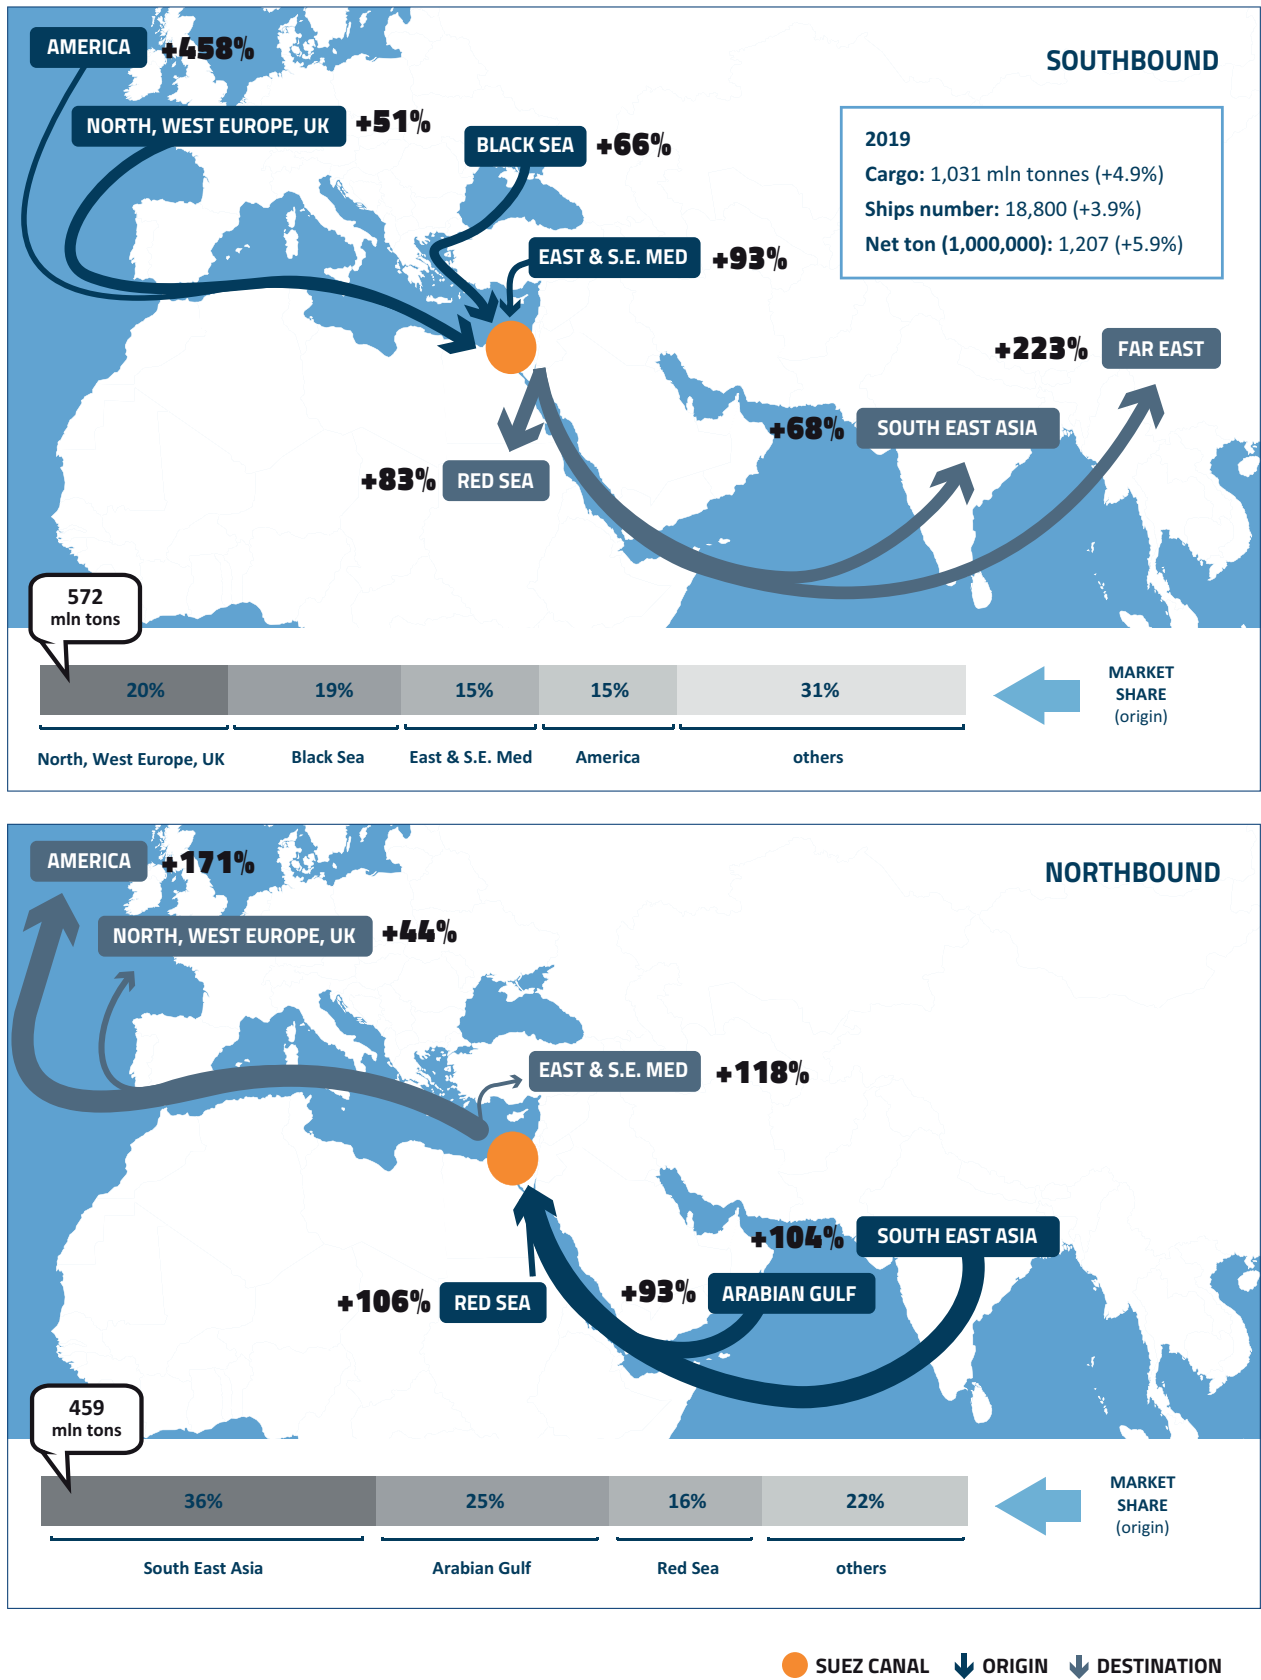 AMERICA +458%
SOUTHBOUND
NORTH, WEST EUROPE, UK +51%
BLACK SEA +66%
2019
Cargo: 1,031 mln tonnes (+4.9%)
Ships number: 18,800 (+3.9%)
Net ton (1,000,000): 1,207 (+5.9%)
EAST & S.E. MED +93%
+223% FAR EAST
+68% SOUTH EAST ASIA
+83% RED SEA
572
mln tons
20% 19% 15% 15% 31%
North, West Europe, UK Black Sea East & S.E. Med America others
MARKET
SHARE
(origin)
AMERICA +171%
NORTHBOUND
NORTH, WEST EUROPE, UK +44%
EAST & S.E. MED +118%
+104% SOUTH EAST ASIA
+93% ARABIAN GULF
+106% RED SEA
459
mln tons
36% 25% 16% 22%
South East Asia Arabian Gulf Red Sea others
MARKET
SHARE
(origin)
SUEZ CANAL ORIGIN DESTINATION